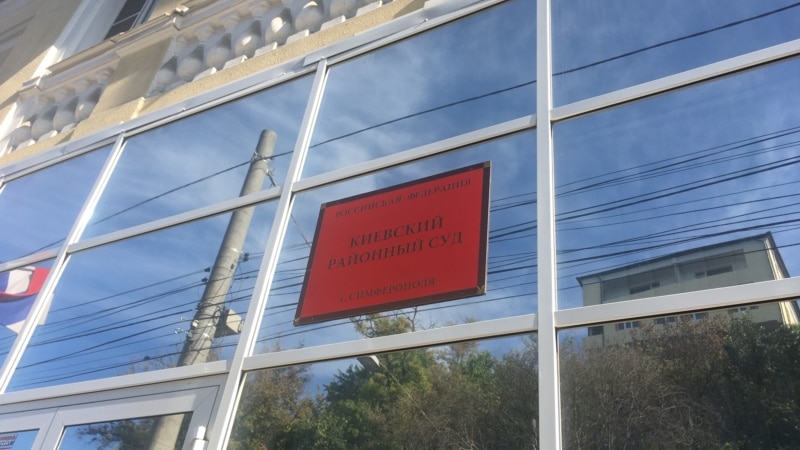 РОССИЙСКАЯ ФЕДЕРАЦИЯ
КИЕВСКИЙ
РАЙОННЫЙ СУД
Г. СИМФЕРОПОЛЯ